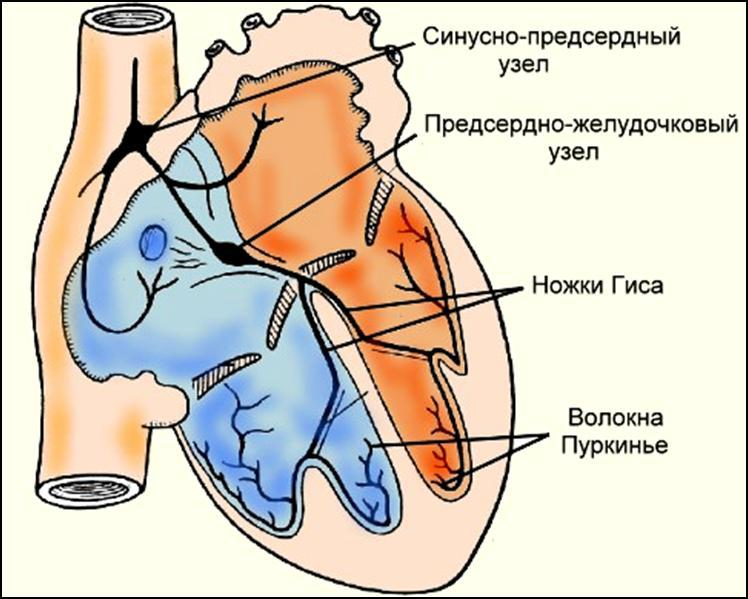 Синусно-предсердный
узел
Предсердно-желудочковый
узел
Ножки Гиса
Волокна
Пуркинье